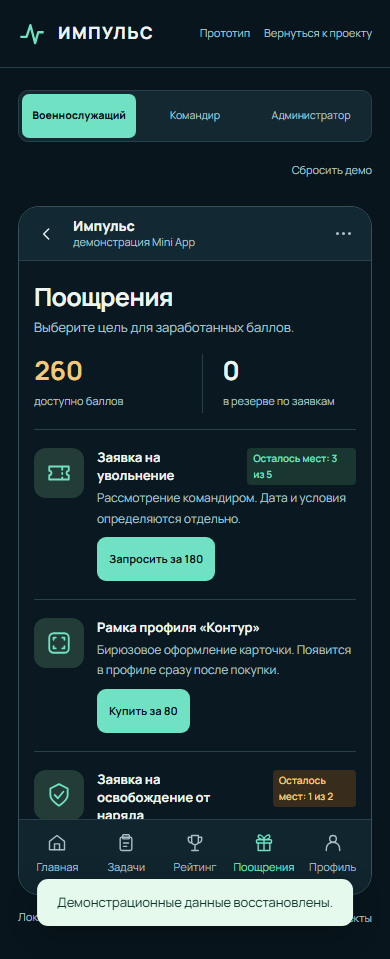 ИМПУЛЬС
Прототип Вернуться к проекту
Военнослужащий Командир Администратор
Сбросить демо
Импульс
демонстрация Mini App
Поощрения
Выберите цель для заработанных баллов.
260
доступно баллов
0
в резерве по заявкам
Заявка на
увольнение
Осталось мест: 3
из 5
Рассмотрение командиром. Дата и условия
определяются отдельно.
Запросить за 180
Рамка профиля «Контур»
Бирюзовое оформление карточки. Появится
в профиле сразу после покупки.
Купить за 80
Заявка на
освобождение от
наряда
Осталось
мест: 1 из 2
Главная Задачи Рейтинг Поощрения Профиль
Демонстрационные данные восстановлены.